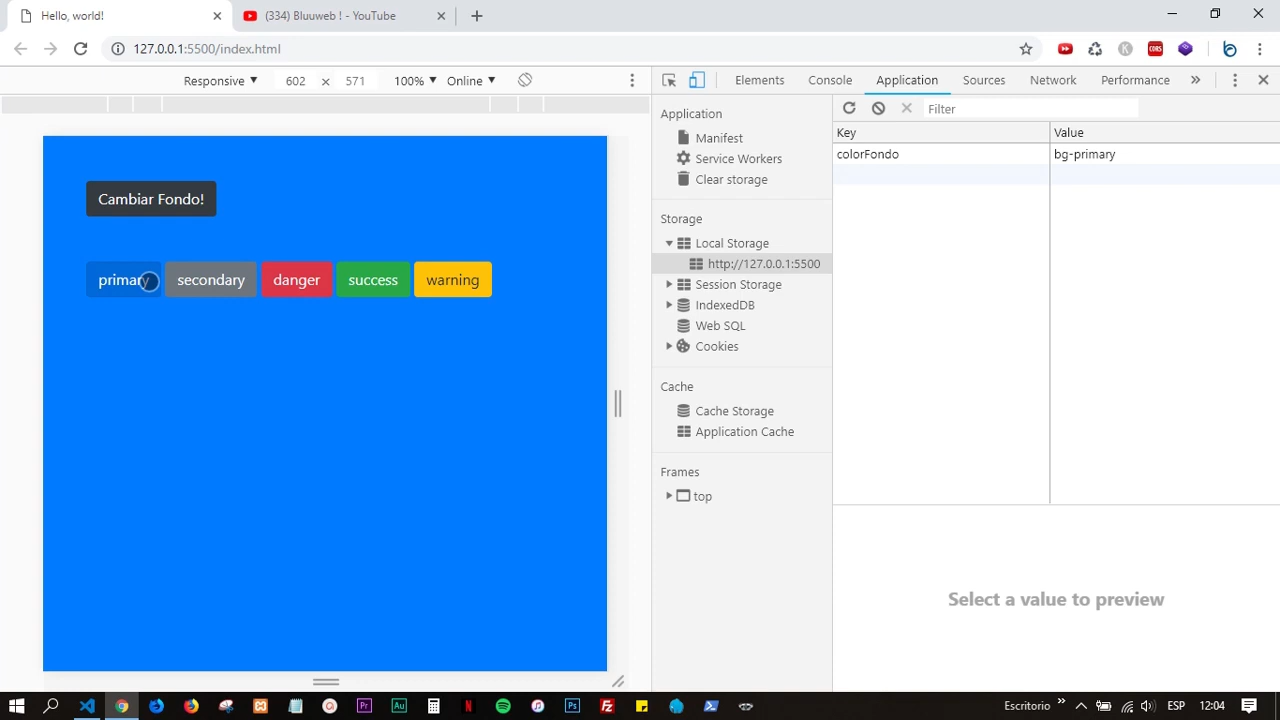 Hello, world!
(334) Bluuweb ! - YouTube
127.0.0.1:5500/index.html
CORS
Responsive
602 × 571
100%
Online
Elements
Console
Application
Sources
Network
Performance
Application
Manifest
Service Workers
Clear storage
Storage
Local Storage
http://127.0.0.1:5500
Session Storage
IndexedDB
Web SQL
Cookies
Cache
Cache Storage
Application Cache
Frames
top
Filter
Key
Value
colorFondo
bg-primary
Select a value to preview
Cambiar Fondo!
primary
secondary
danger
success
warning
Escritorio
ESP
12:04